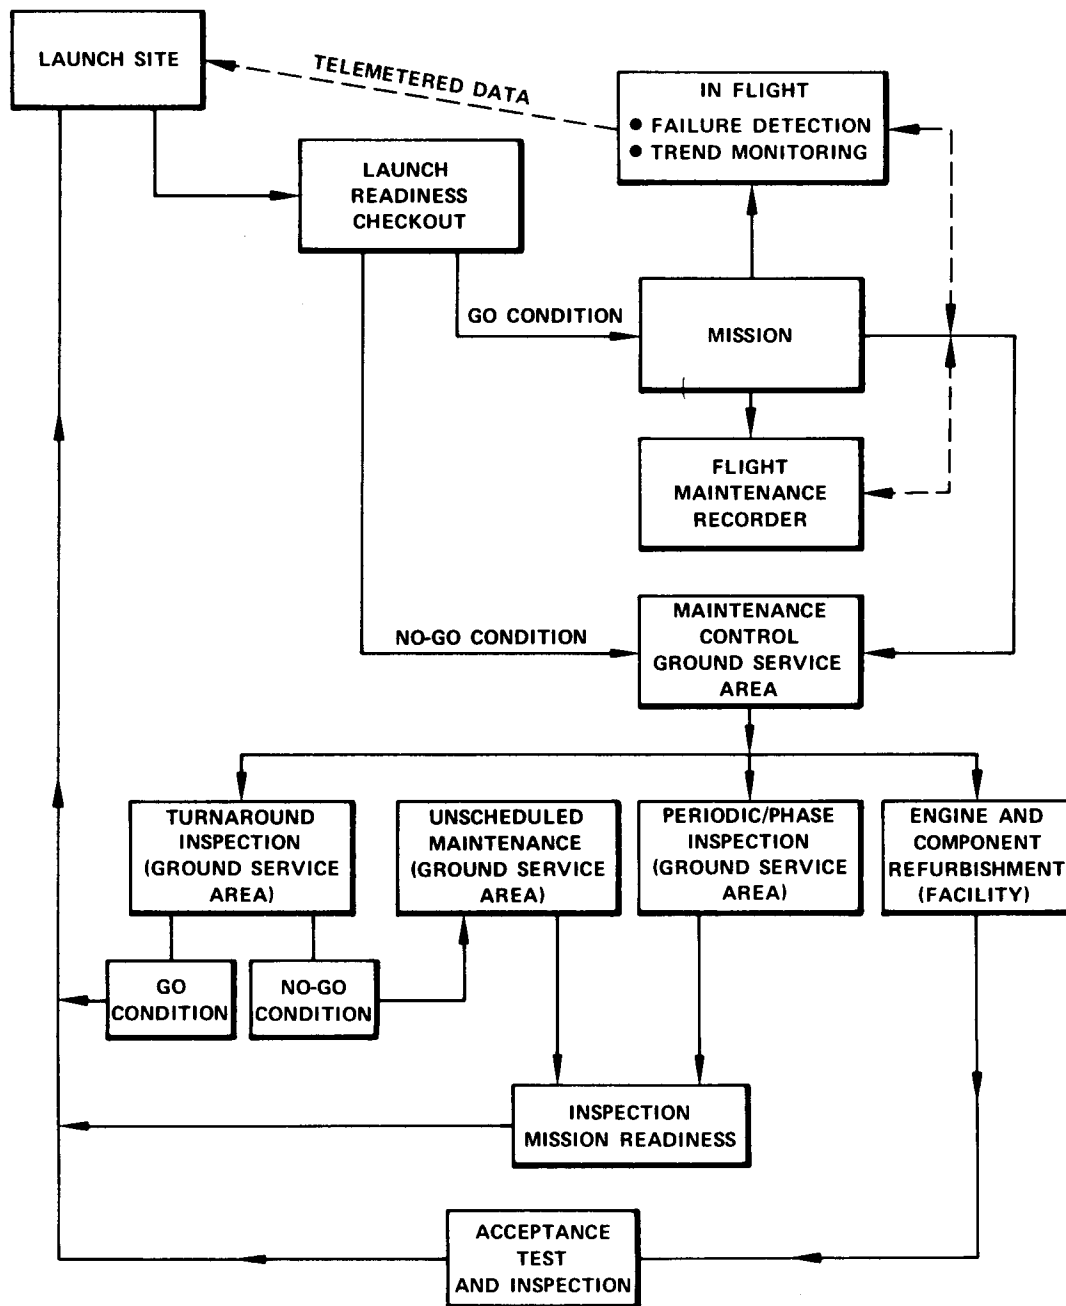 LAUNCH SITE
TELEMETERED DATA
IN FLIGHT
● FAILURE DETECTION
● TREND MONITORING
LAUNCH
READINESS
CHECKOUT
GO CONDITION
MISSION
FLIGHT
MAINTENANCE
RECORDER
NO-GO CONDITION
MAINTENANCE
CONTROL
GROUND SERVICE
AREA
TURNAROUND
INSPECTION
(GROUND SERVICE
AREA)
UNSCHEDULED
MAINTENANCE
(GROUND SERVICE
AREA)
PERIODIC/PHASE
INSPECTION
(GROUND SERVICE
AREA)
ENGINE AND
COMPONENT
REFURBISHMENT
(FACILITY)
GO
CONDITION
NO-GO
CONDITION
INSPECTION
MISSION READINESS
ACCEPTANCE
TEST
AND INSPECTION